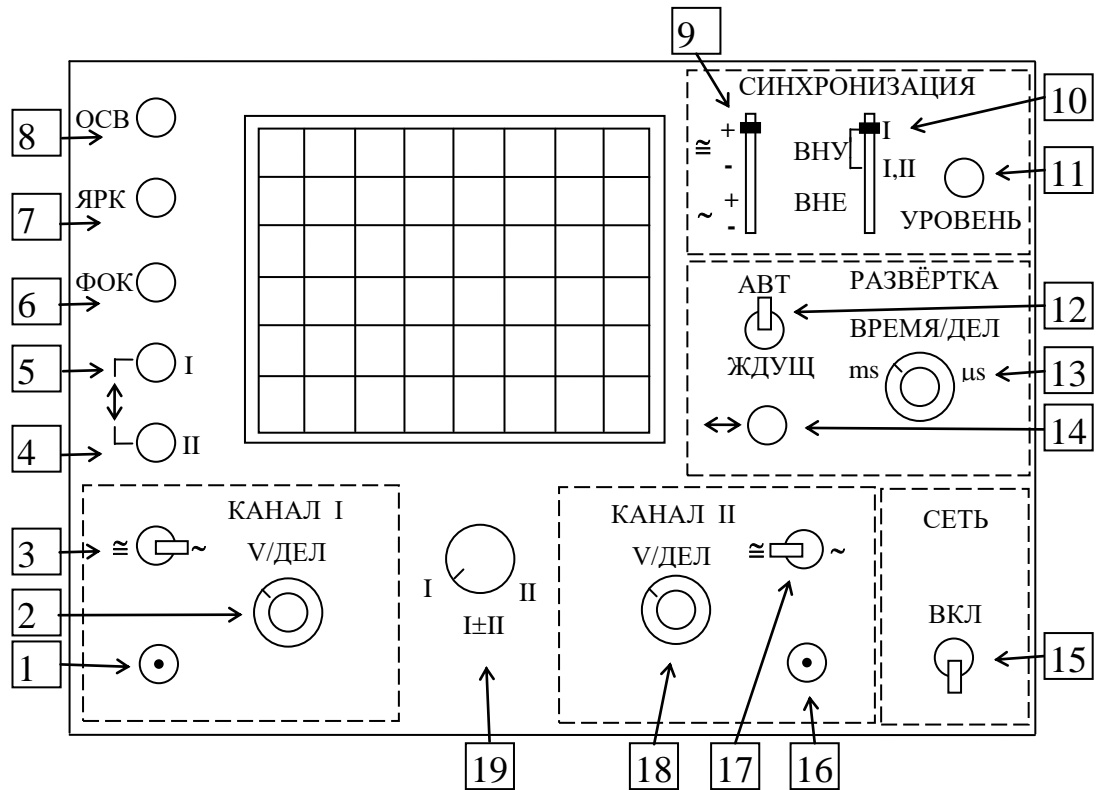 9
СИНХРОНИЗАЦИЯ
10
8
ОСВ
+
I
≅
ВНУ
-
I,II
11
7
ЯРК
+
~
ВНЕ
-
УРОВЕНЬ
6
ФОК
АВТ
РАЗВЁРТКА
12
ВРЕМЯ/ДЕЛ
5
I
ЖДУЩ
ms
μs
13
4
II
14
КАНАЛ I
КАНАЛ II
СЕТЬ
3
≅
~
V/ДЕЛ
V/ДЕЛ
≅
~
2
I
II
I±II
ВКЛ
1
15
19
18
17
16